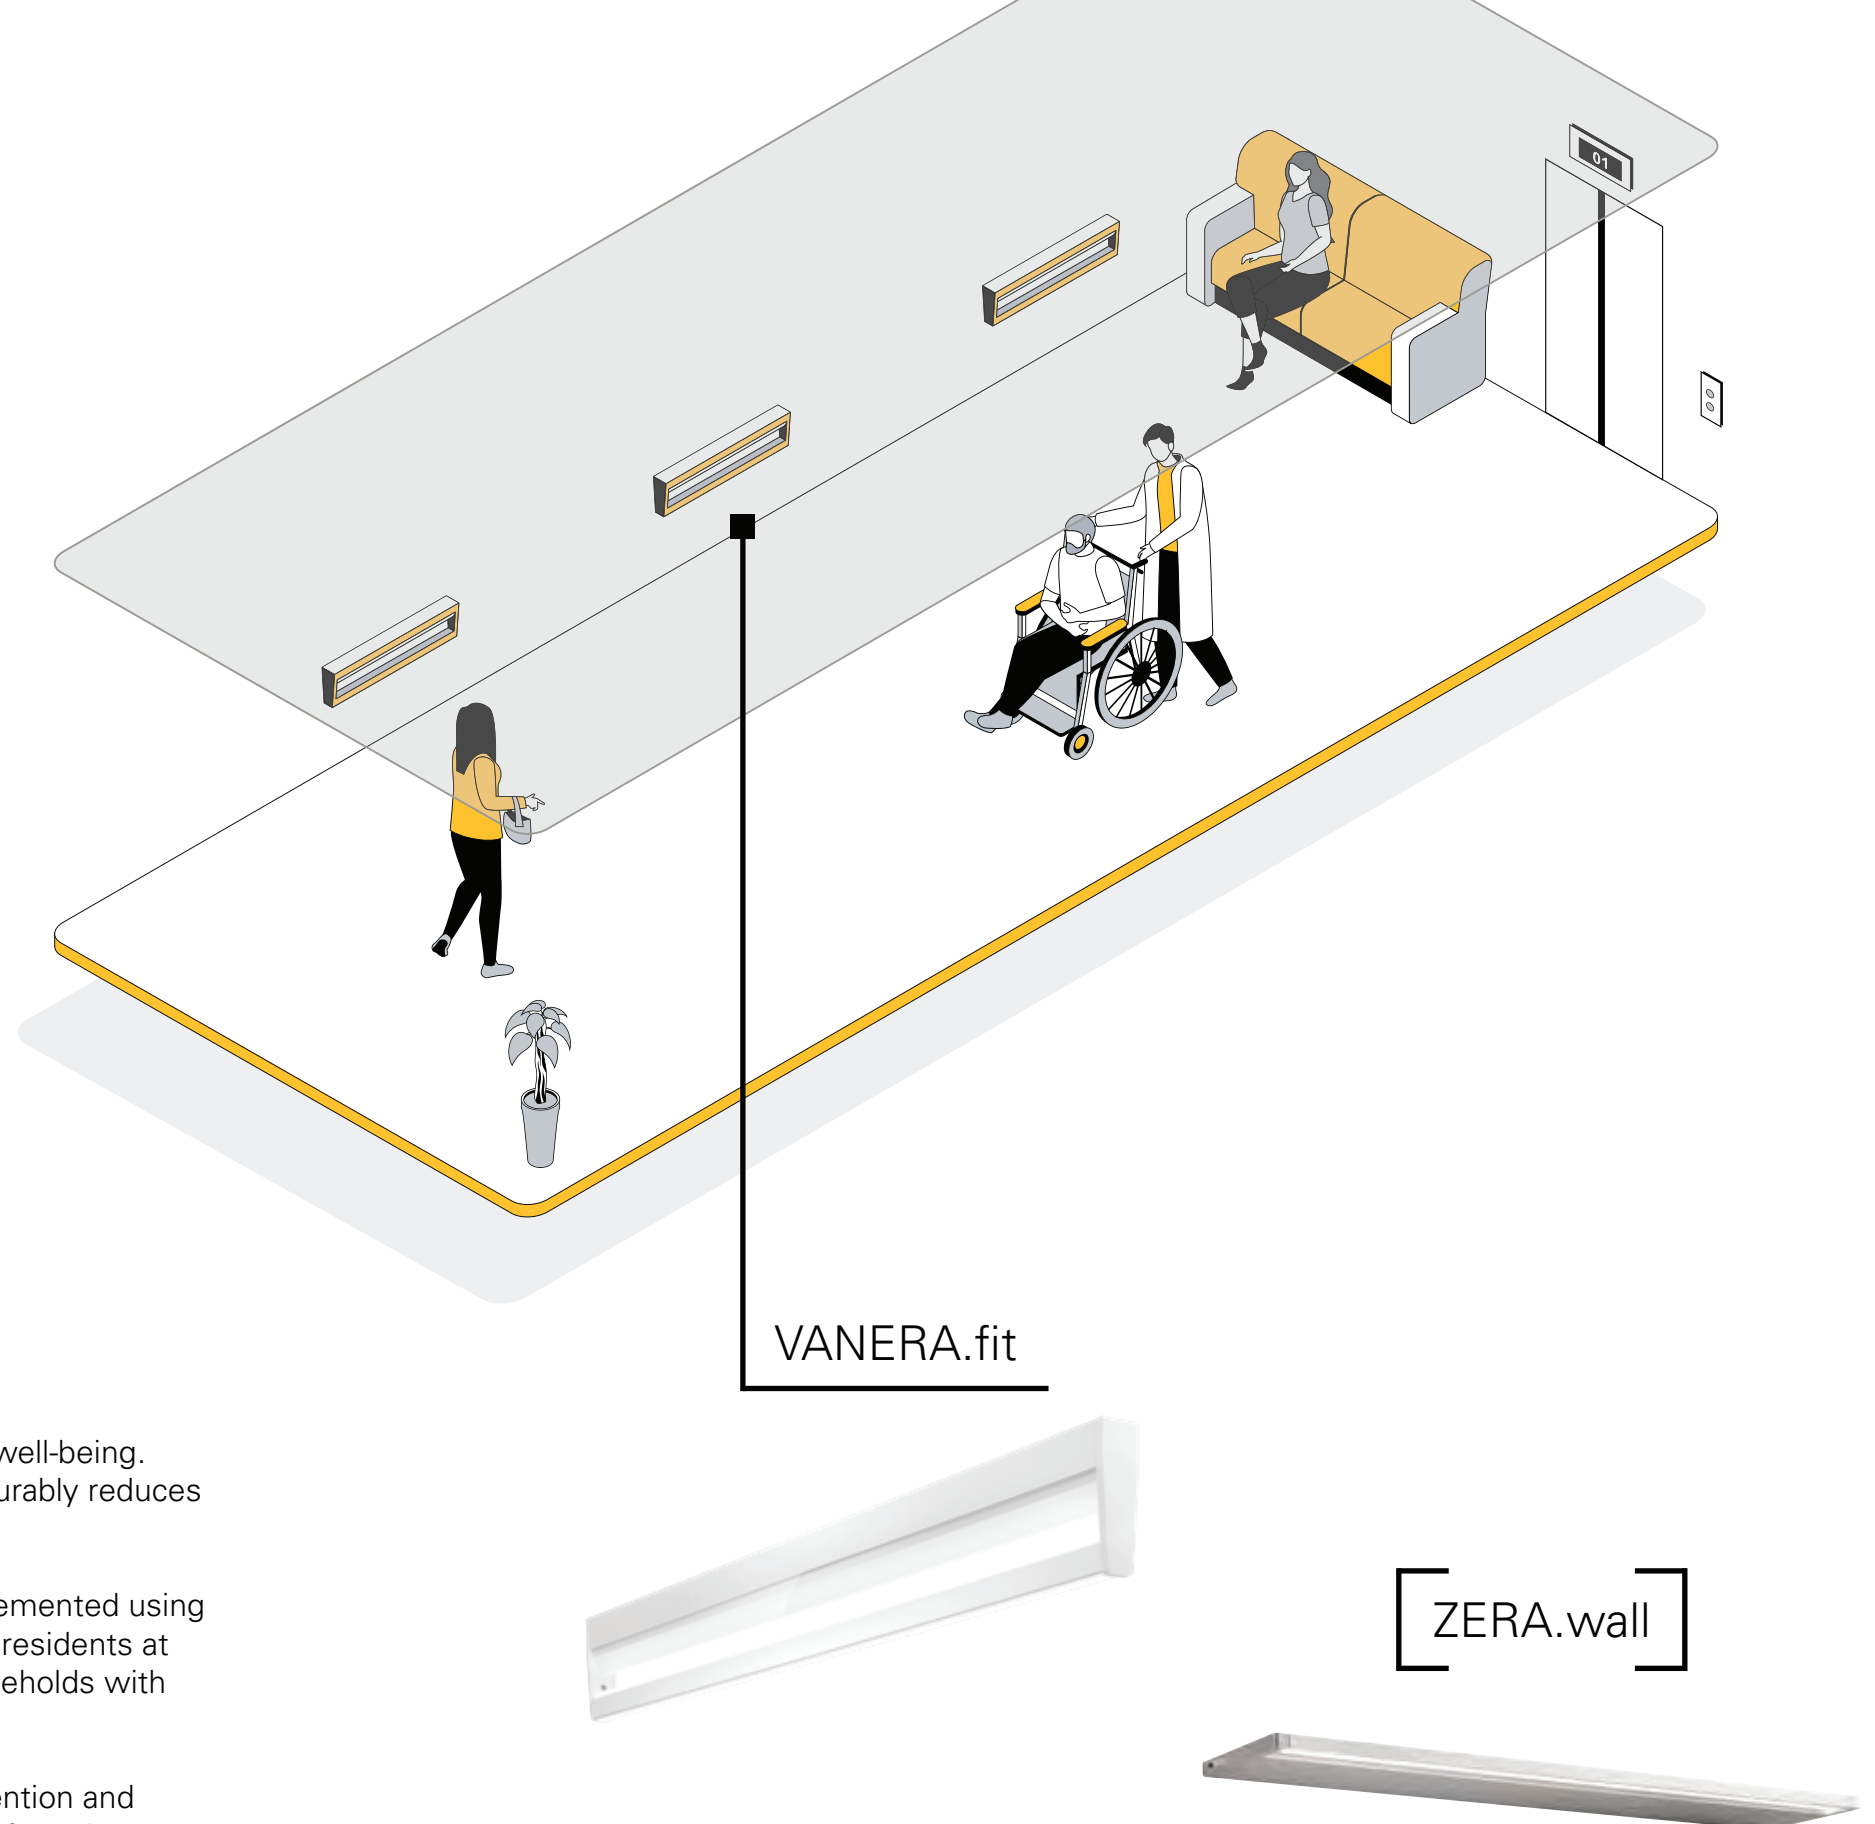 01
VANERA.fit
well-being.
urably reduces
emented using
residents at
eholds with
ZERA.wall
ention and